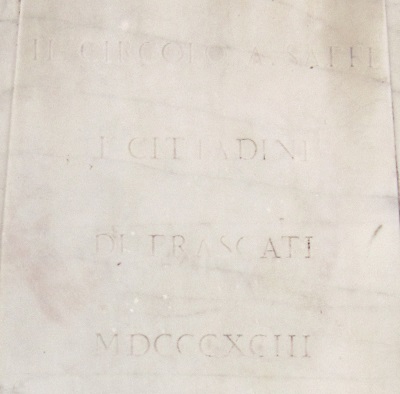 IL CIRCOLO A. SAFFI
I CITTADINI
DI FRASCATI
MDCCCXCIII